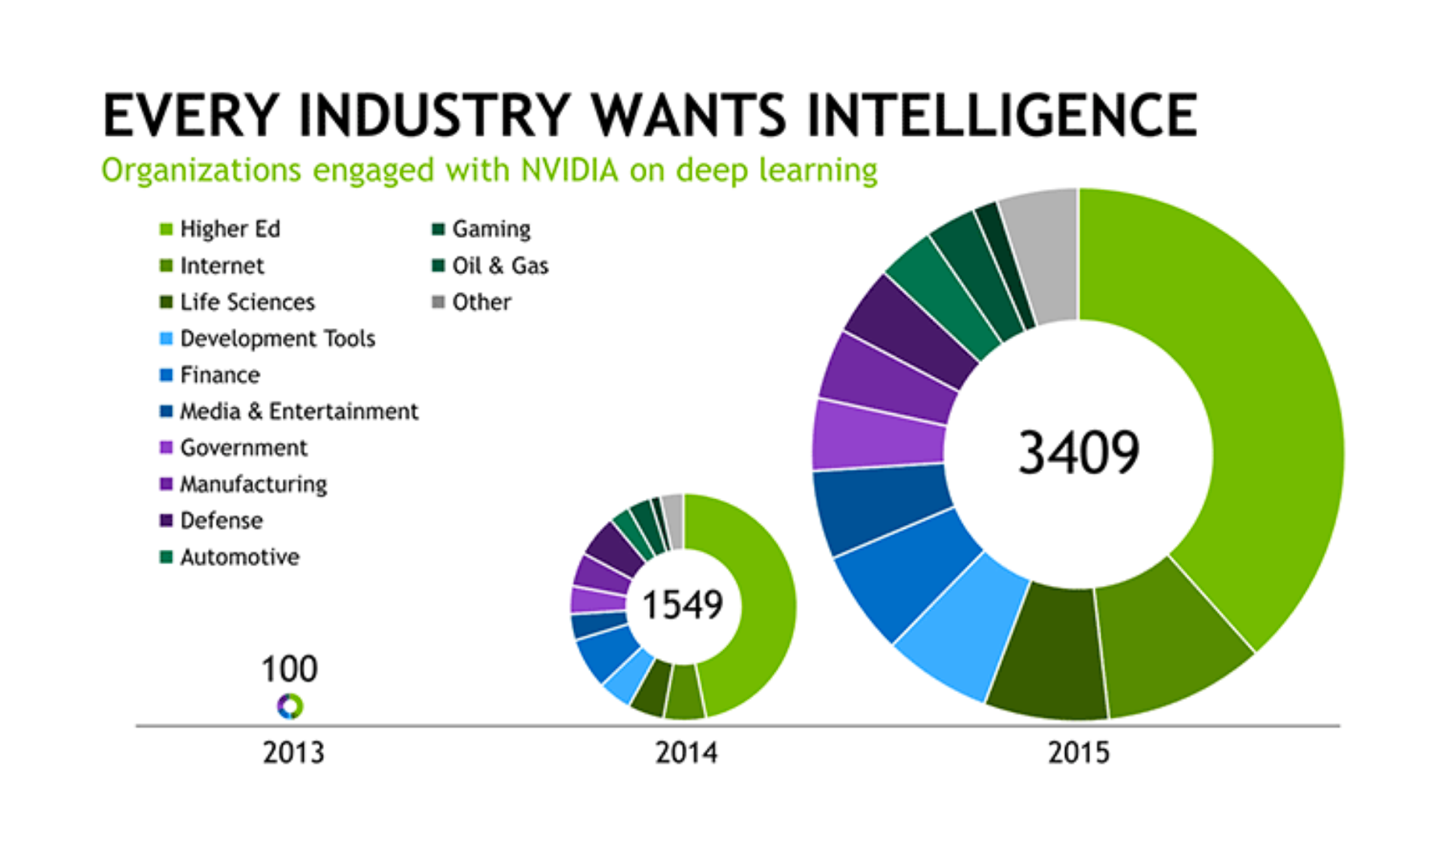 EVERY INDUSTRY WANTS INTELLIGENCE
Organizations engaged with NVIDIA on deep learning
Higher Ed
Internet
Life Sciences
Development Tools
Finance
Media & Entertainment
Government
Manufacturing
Defense
Automotive
Gaming
Oil & Gas
Other
100
1549
3409
2013
2014
2015